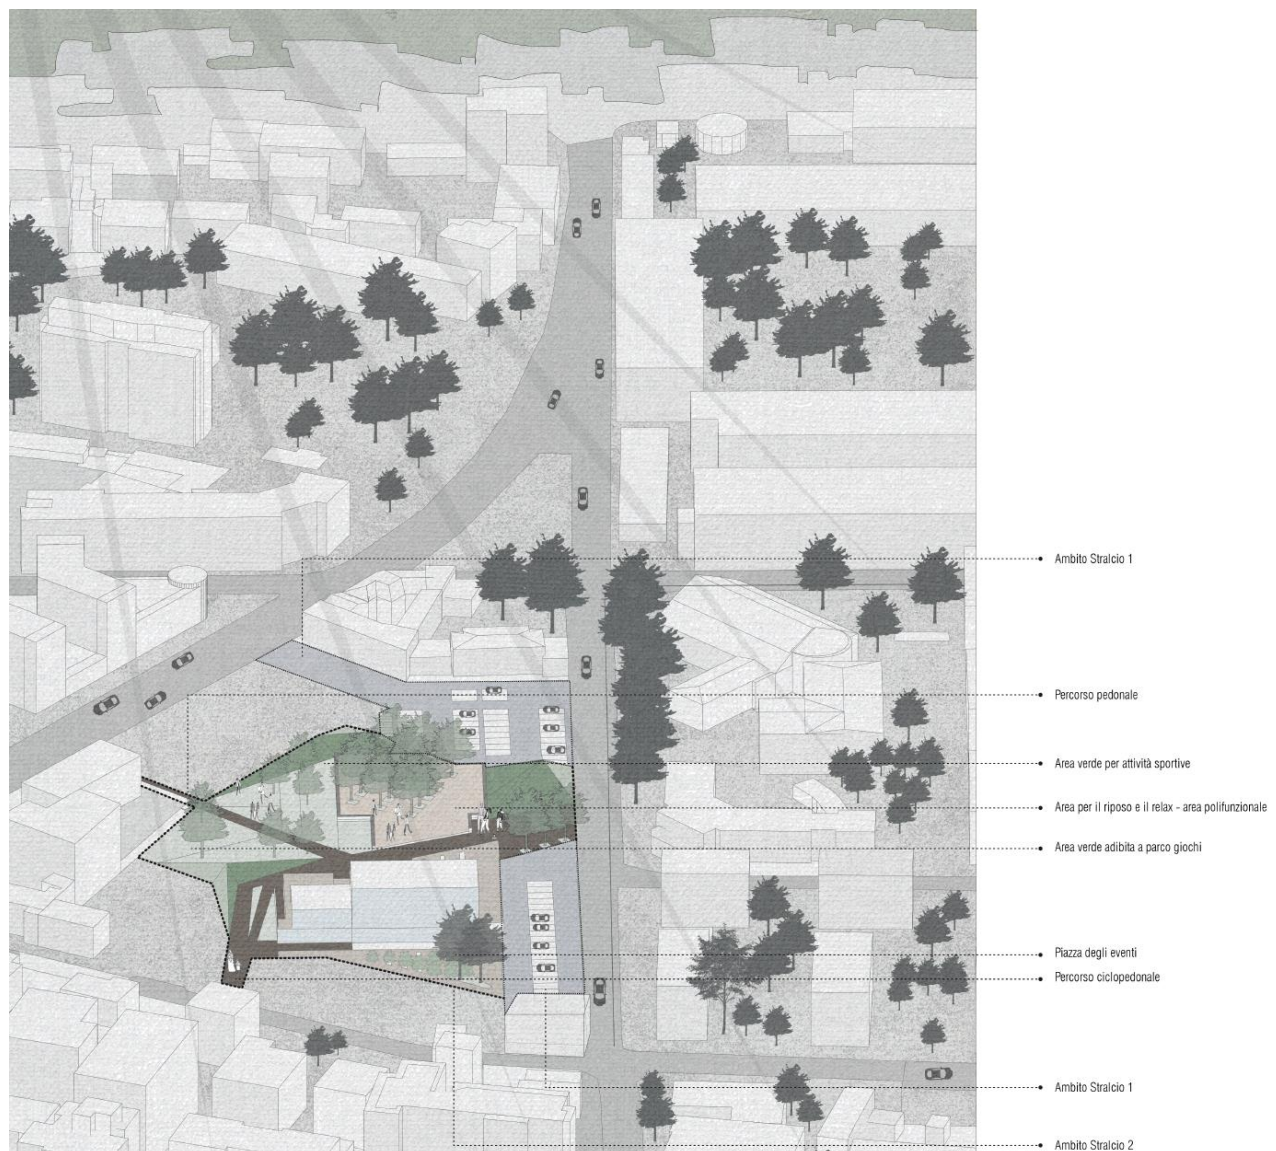 Ambito Stralcio 1
Percorso pedonale
Area verde per attività sportive
Area per il riposo e il relax - area polifunzionale
Area verde adibita a parco giochi
Piazza degli eventi
Percorso ciclopedonale
Ambito Stralcio 1
Ambito Stralcio 2